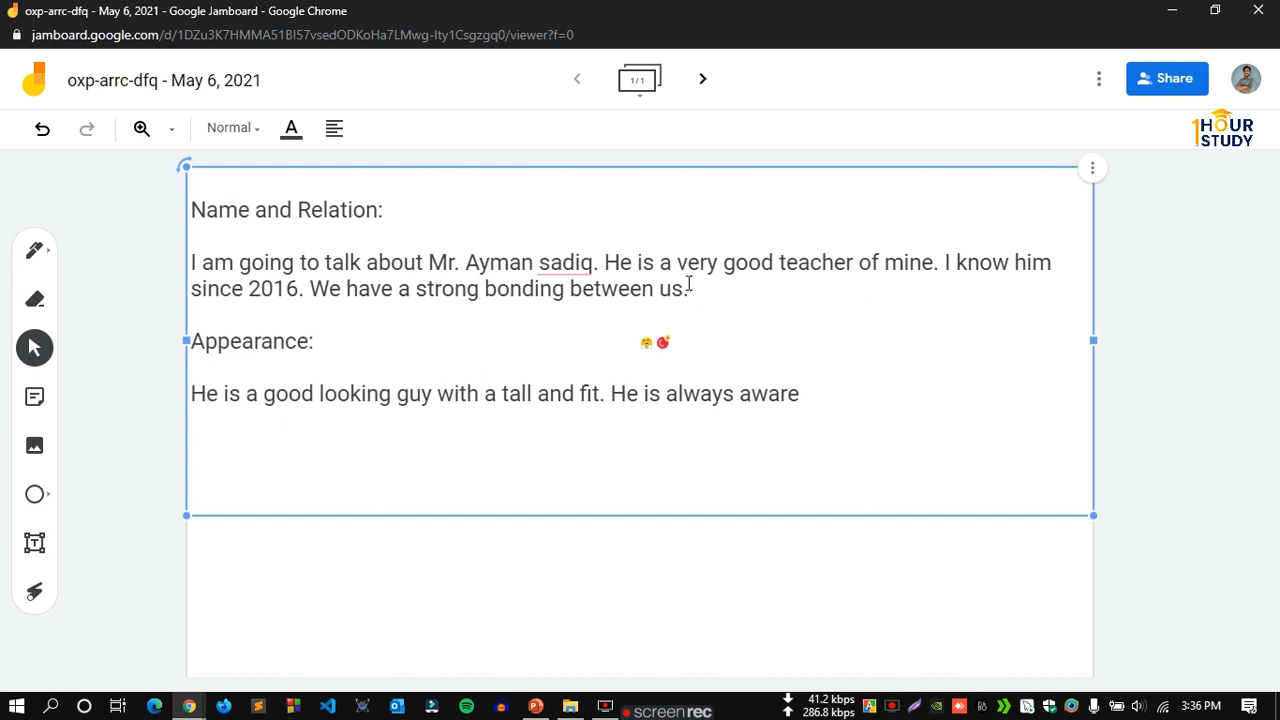 oxp-arrc-dfq - May 6, 2021 - Google Jamboard - Google Chrome
jamboard.google.com/d/1DZu3K7HMMA51BI57vsedODKoHa7LMwg-Ity1Csgzgq0/viewer?f=0
oxp-arrc-dfq - May 6, 2021
1/1
Share
Normal
A
1HOUR
STUDY
Name and Relation:
I am going to talk about Mr. Ayman sadiq. He is a very good teacher of mine. I know him
since 2016. We have a strong bonding between us.
Appearance:
He is a good looking guy with a tall and fit. He is always aware
41.2 kbps
286.8 kbps
3:36 PM
screenrec